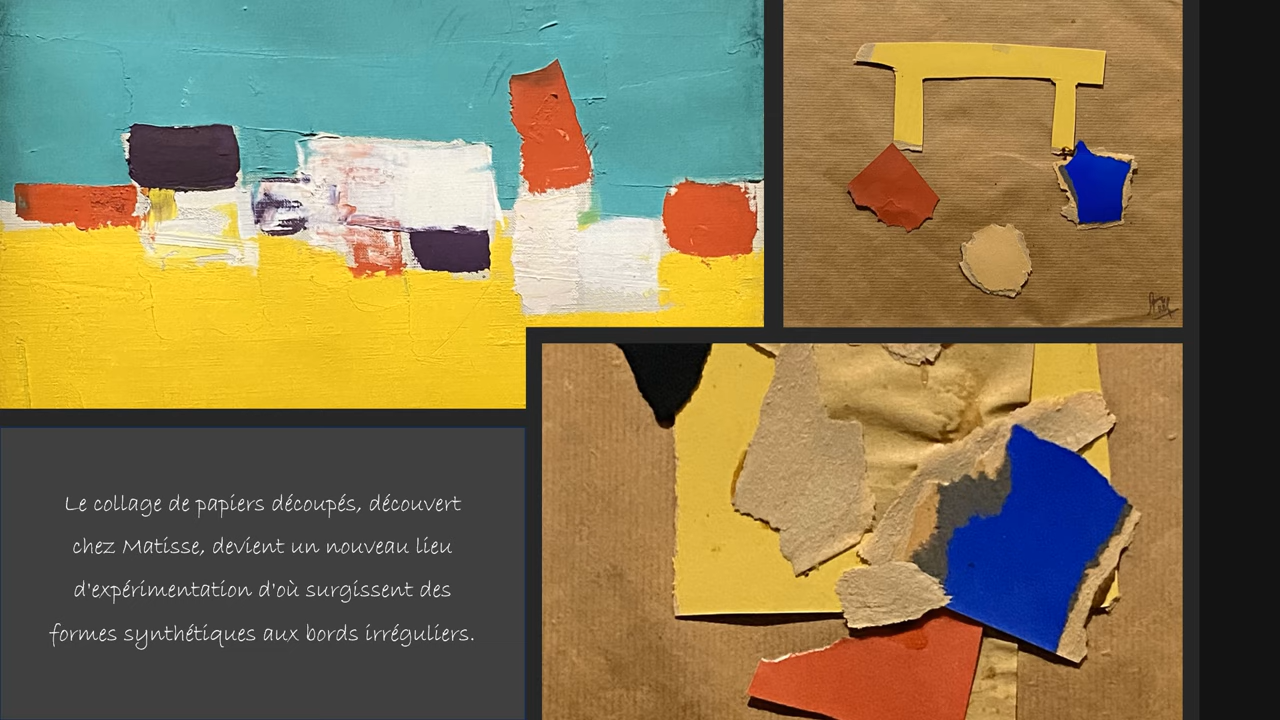 Le collage de papiers découpés, découvert
chez Matisse, devient un nouveau lieu
d'expérimentation d'où surgissent des
formes synthétiques aux bords irréguliers.